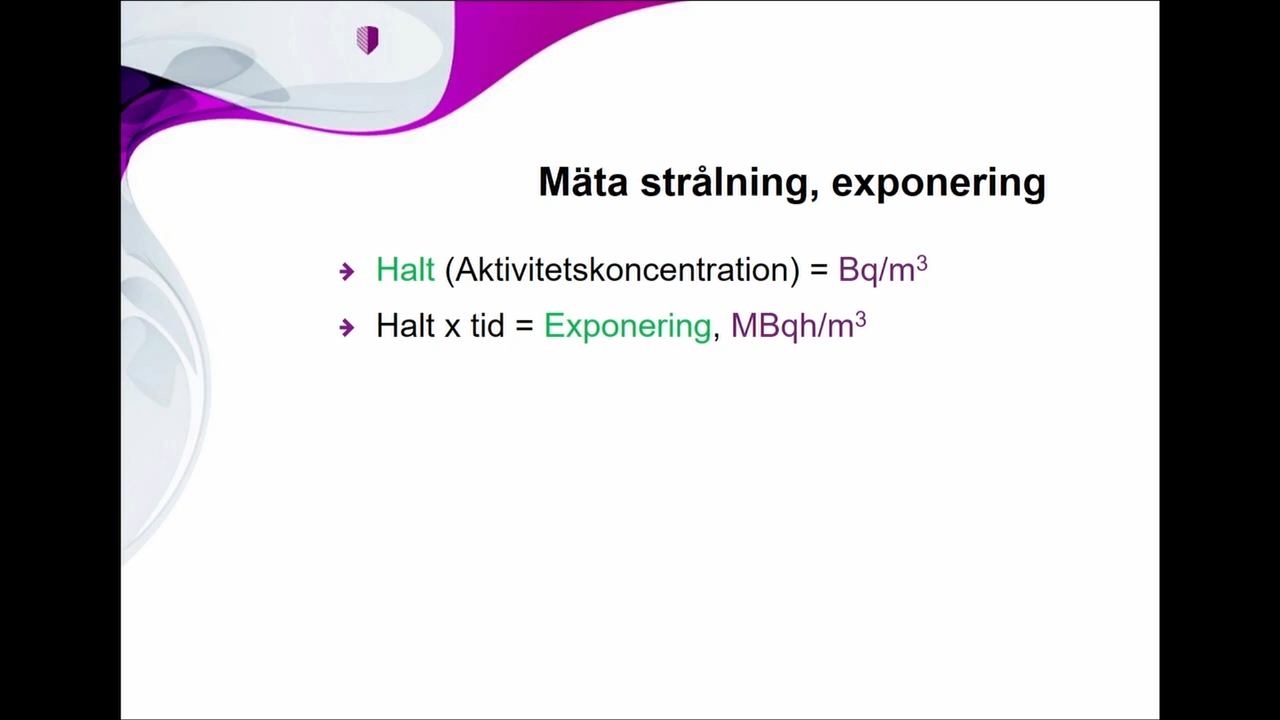 Mäta strålning, exponering
Halt (Aktivitetskoncentration) = Bq/m³
Halt x tid = Exponering, MBqh/m³